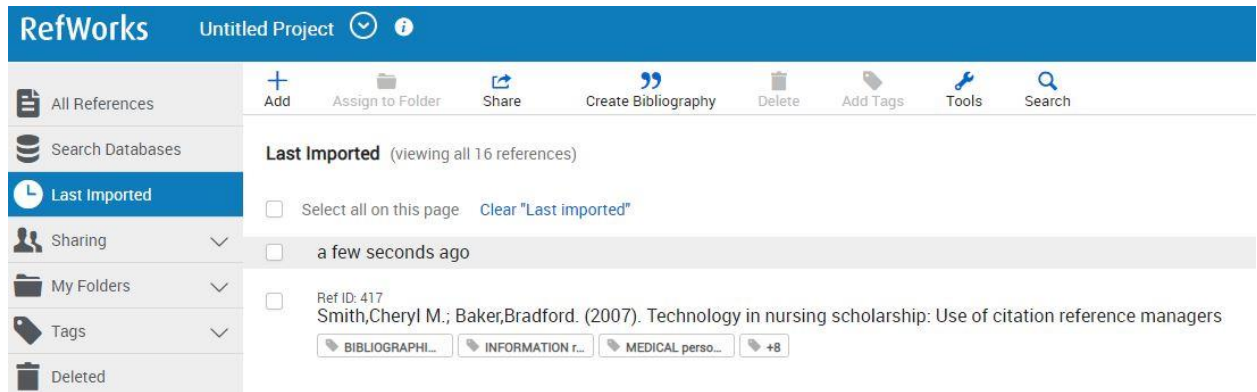 RefWorks Untitled Project
All References
Search Databases
Last Imported
Sharing
My Folders
Tags
Deleted
Add Assign to Folder Share Create Bibliography Delete Add Tags Tools Search
Last Imported (viewing all 16 references)
Select all on this page Clear "Last imported"
a few seconds ago
Ref ID: 417
Smith,Cheryl M.; Baker,Bradford. (2007). Technology in nursing scholarship: Use of citation reference managers
BIBLIOGRAPHI... INFORMATION r... MEDICAL perso... +8